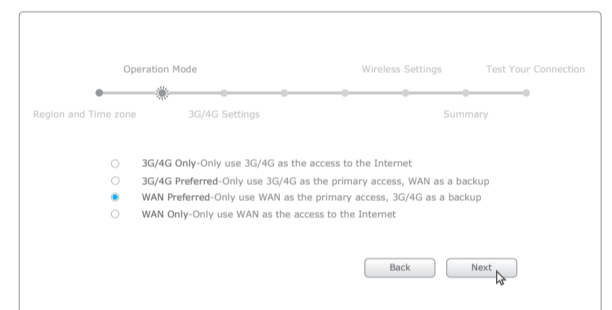 Operation Mode Wireless Settings Test Your Connection
Region and Time zone 3G/4G Settings Summary
3G/4G Only-Only use 3G/4G as the access to the Internet
3G/4G Preferred-Only use 3G/4G as the primary access, WAN as a backup
WAN Preferred-Only use WAN as the primary access, 3G/4G as a backup
WAN Only-Only use WAN as the access to the Internet
Back Next